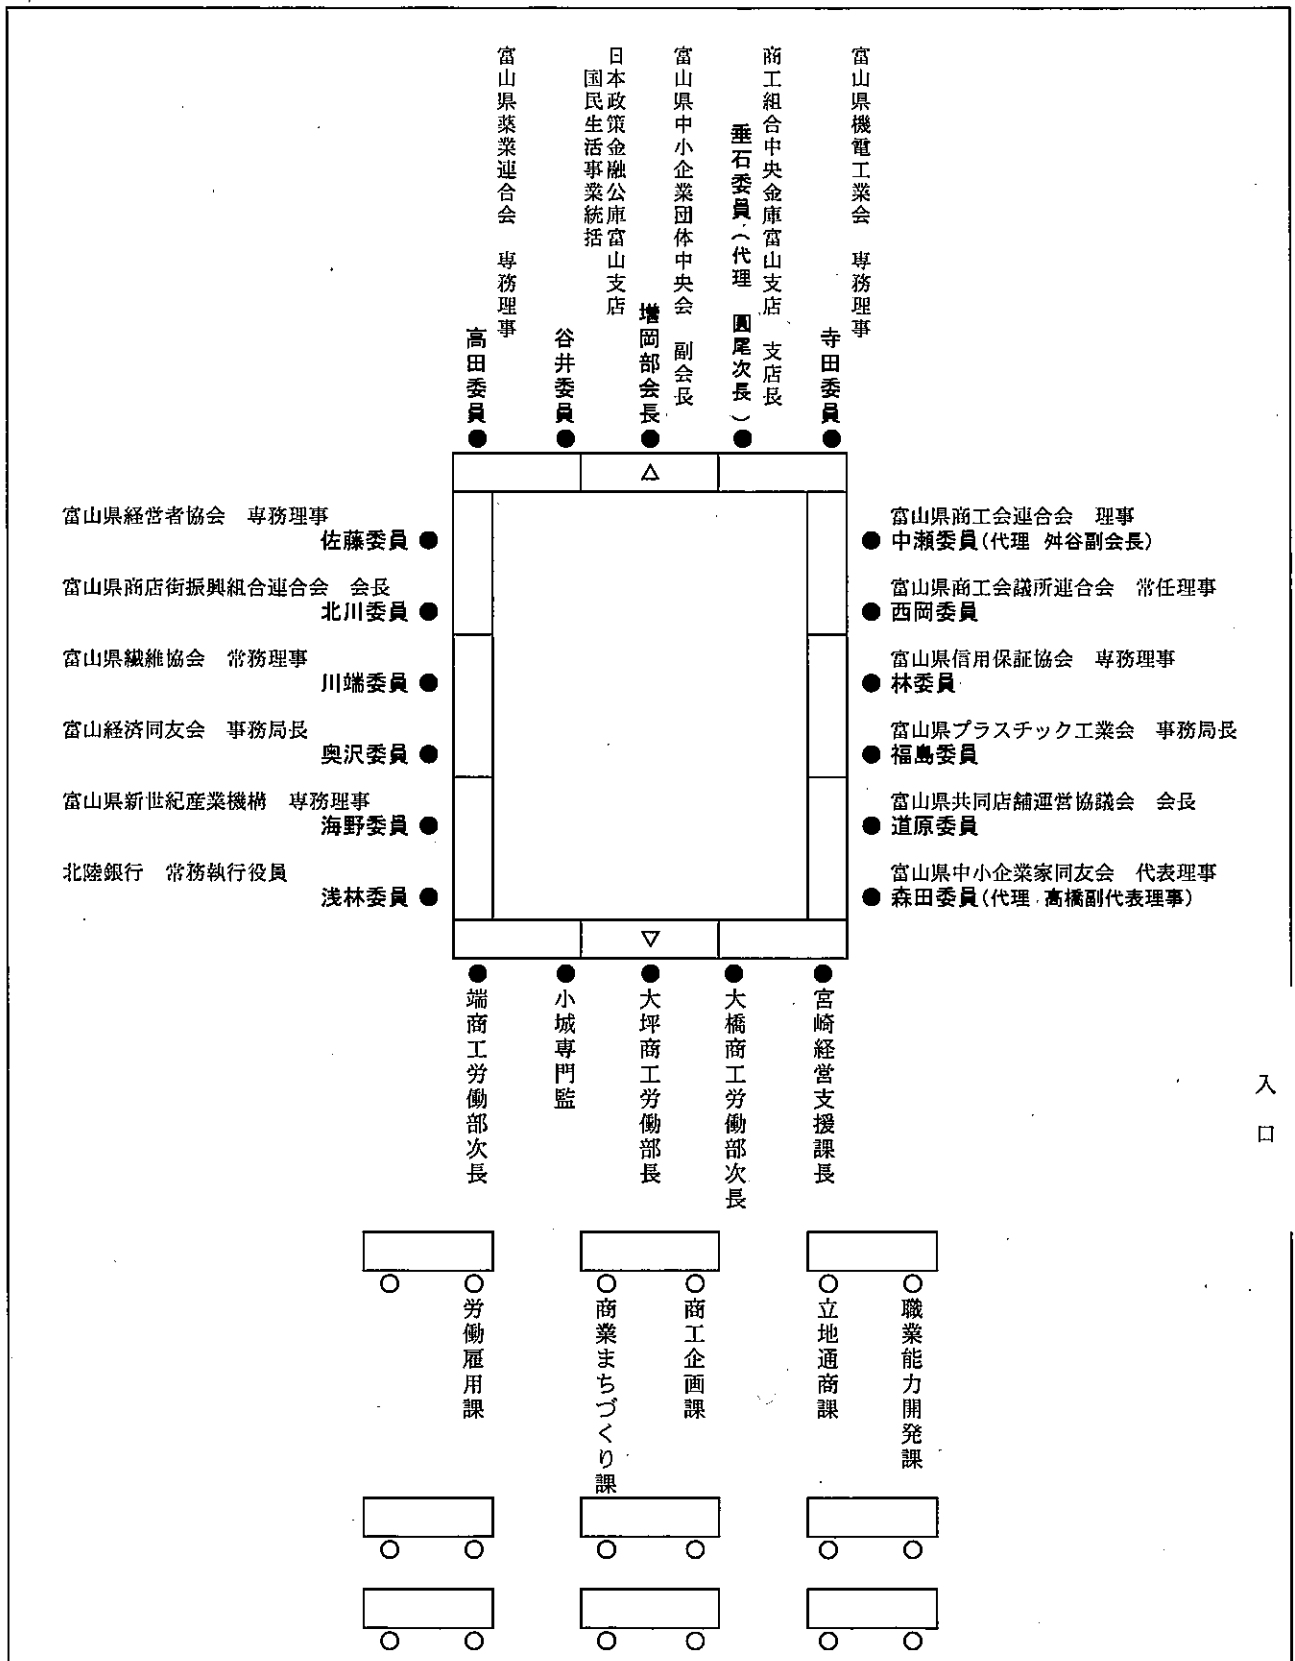 富山県機電工業会　専務理事
寺田委員
商工組合中央金庫富山支店　支店長
垂石委員（代理　圓尾次長）
富山県中小企業団体中央会　副会長
増岡部会長
日本政策金融公庫富山支店
国民生活事業統括
谷井委員
富山県薬業連合会　専務理事
高田委員
△
富山県経営者協会　専務理事
佐藤委員
富山県商店街振興組合連合会　会長
北川委員
富山県繊維協会　常務理事
川端委員
富山経済同友会　事務局長
奥沢委員
富山県新世紀産業機構　専務理事
海野委員
北陸銀行　常務執行役員
浅林委員
富山県商工会連合会　理事
中瀬委員(代理 舛谷副会長)
富山県商工会議所連合会　常任理事
西岡委員
富山県信用保証協会　専務理事
林委員
富山県プラスチック工業会　事務局長
福島委員
富山県共同店舗運営協議会　会長
道原委員
富山県中小企業家同友会　代表理事
森田委員(代理 高橋副代表理事)
▽
宮崎経営支援課長
大橋商工労働部次長
大坪商工労働部長
小城専門監
端商工労働部次長
入口
職業能力開発課
立地通商課
商工企画課
商業まちづくり課
労働雇用課